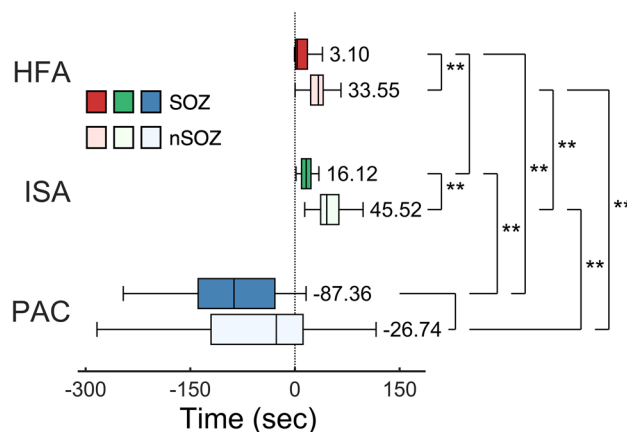 HFA
3.10
33.55
**
SOZ
nSOZ
**
**
ISA
16.12
45.52
**
**
**
**
PAC
-87.36
-26.74
-300 -150 0 150
Time (sec)